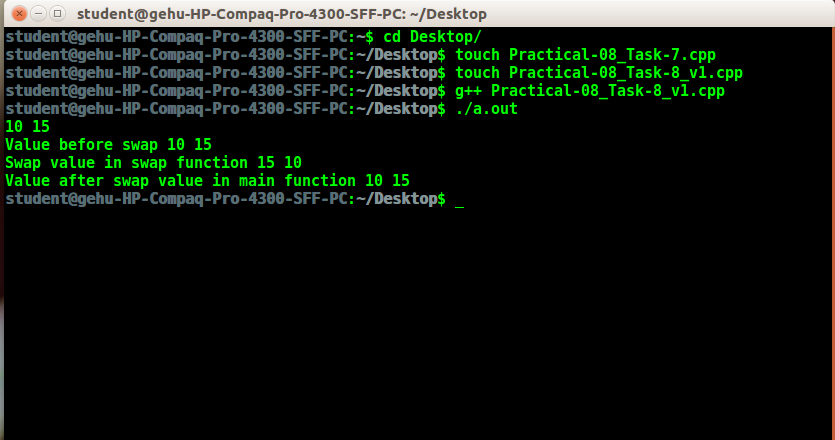 student@gehu-HP-Compaq-Pro-4300-SFF-PC: ~/Desktop
student@gehu-HP-Compaq-Pro-4300-SFF-PC:~$ cd Desktop/
student@gehu-HP-Compaq-Pro-4300-SFF-PC:~/Desktop$ touch Practical-08_Task-7.cpp
student@gehu-HP-Compaq-Pro-4300-SFF-PC:~/Desktop$ touch Practical-08_Task-8_v1.cpp
student@gehu-HP-Compaq-Pro-4300-SFF-PC:~/Desktop$ g++ Practical-08_Task-8_v1.cpp
student@gehu-HP-Compaq-Pro-4300-SFF-PC:~/Desktop$ ./a.out
10 15
Value before swap 10 15
Swap value in swap function 15 10
Value after swap value in main function 10 15
student@gehu-HP-Compaq-Pro-4300-SFF-PC:~/Desktop$ _